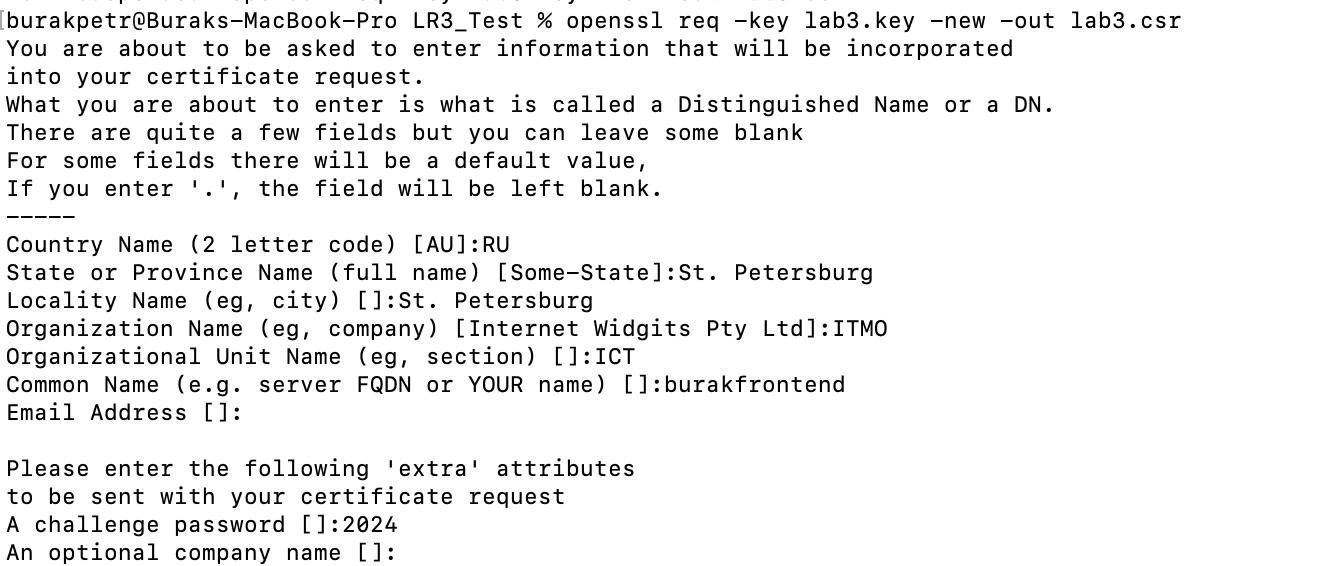 [burakpetr@Buraks-MacBook-Pro LR3_Test % openssl req -key lab3.key -new -out lab3.csr
You are about to be asked to enter information that will be incorporated
into your certificate request.
What you are about to enter is what is called a Distinguished Name or a DN.
There are quite a few fields but you can leave some blank
For some fields there will be a default value,
If you enter '.', the field will be left blank.
-----
Country Name (2 letter code) [AU]:RU
State or Province Name (full name) [Some-State]:St. Petersburg
Locality Name (eg, city) []:St. Petersburg
Organization Name (eg, company) [Internet Widgits Pty Ltd]:ITMO
Organizational Unit Name (eg, section) []:ICT
Common Name (e.g. server FQDN or YOUR name) []:burakfrontend
Email Address []:
Please enter the following 'extra' attributes
to be sent with your certificate request
A challenge password []:2024
An optional company name []: